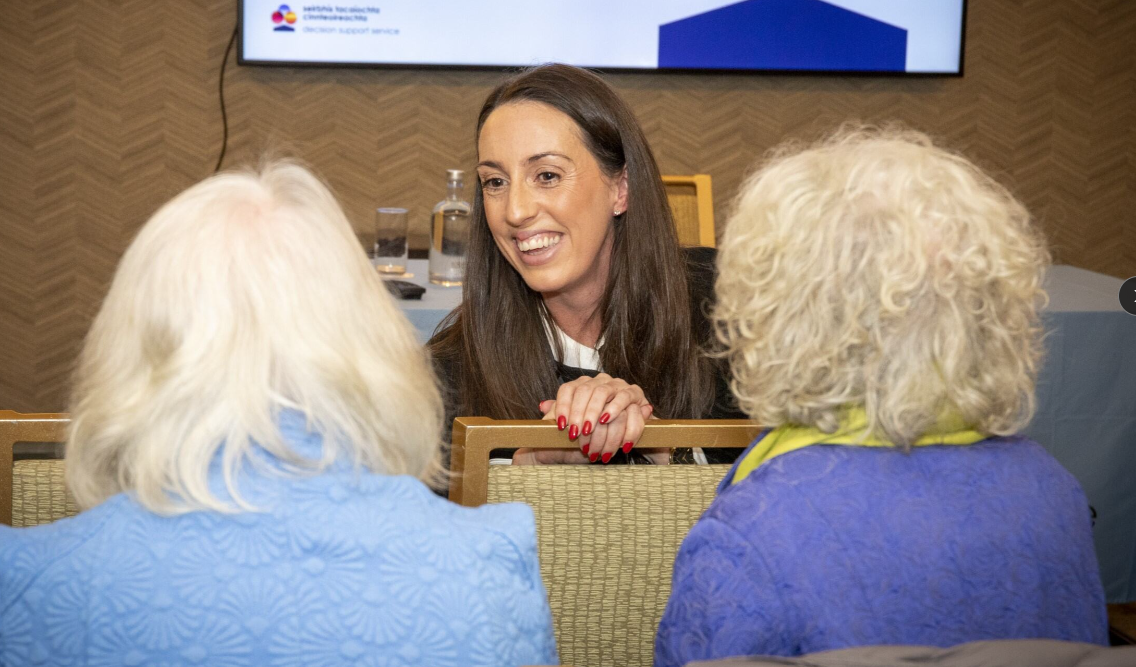 seirbhís tacaíochta
cinnteoireachta
decision support service